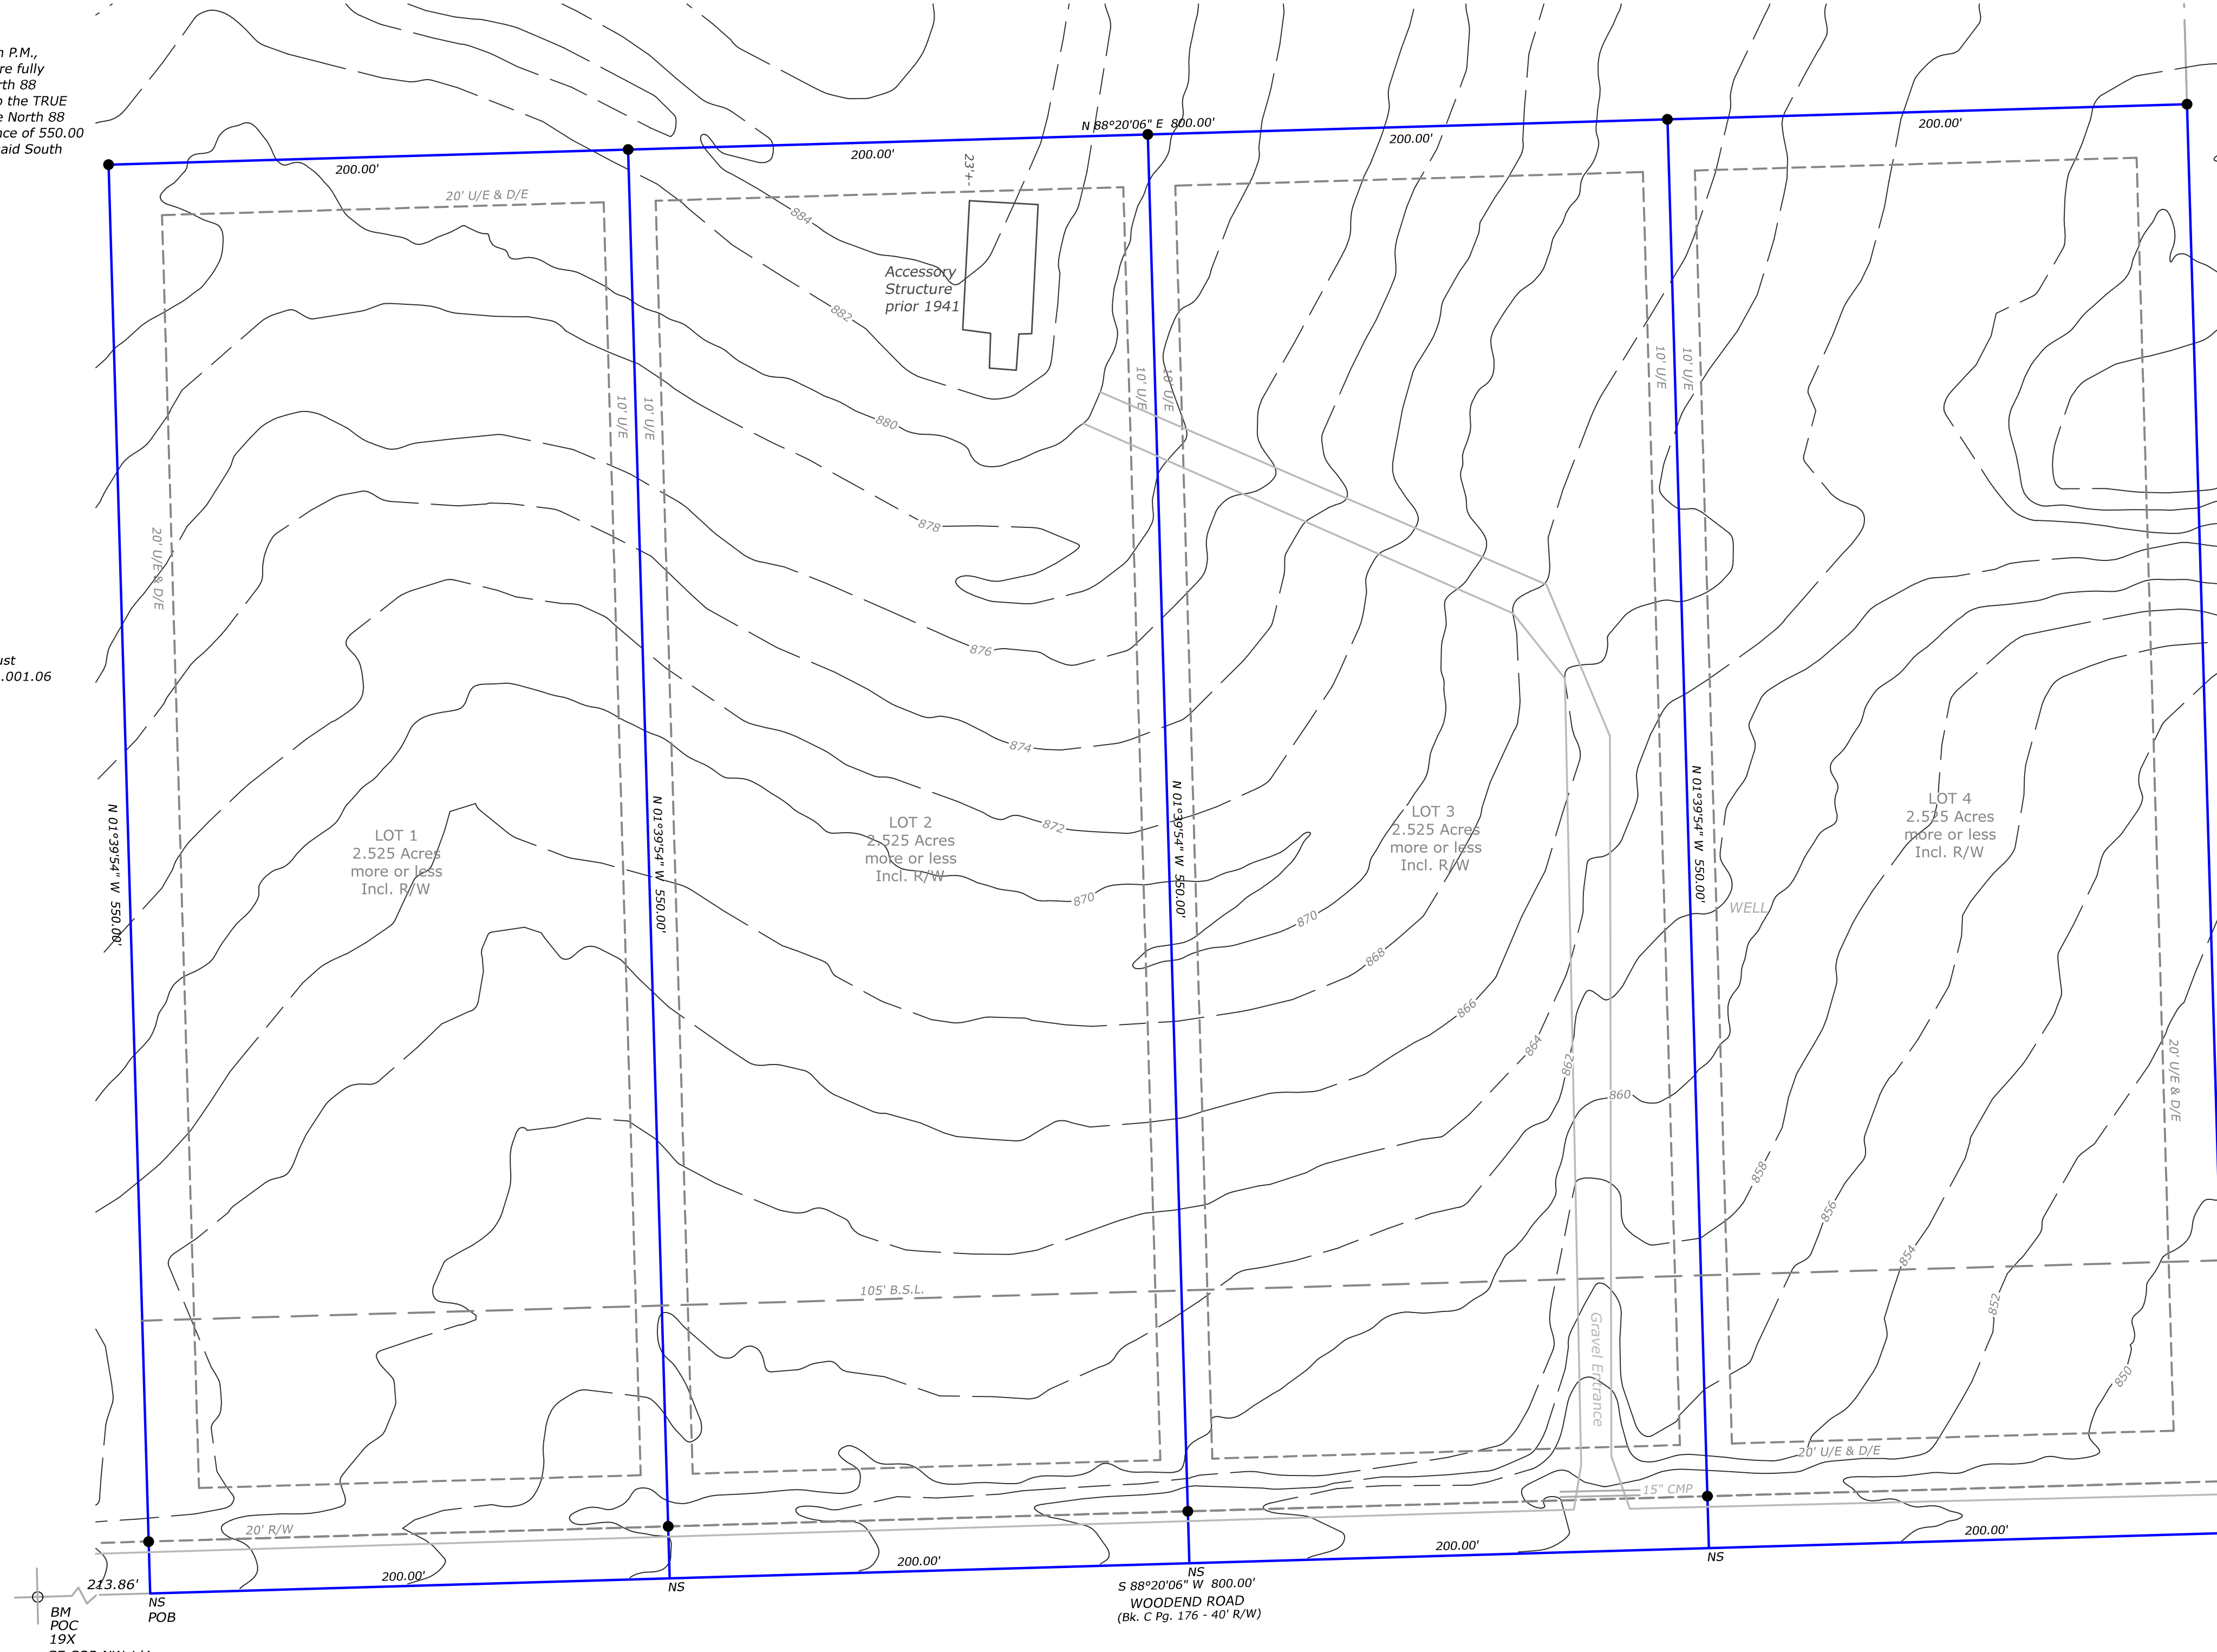 n P.M.,
re fully
rth 88
o the TRUE
e North 88
nce of 550.00
aid South
N 88°20'06" E  800.00'
200.00'
200.00'
200.00'
200.00'
20' U/E & D/E
23'+-
884
Accessory
Structure
prior 1941
882
10' U/E
10' U/E
10' U/E
10' U/E
10' U/E
10' U/E
880
878
20' U/E & D/E
876
ust
.001.06
874
872
N 01°39'54" W  550.00'
N 01°39'54" W  550.00'
N 01°39'54" W  550.00'
N 01°39'54" W  550.00'
LOT 1
2.525 Acres
more or less
Incl. R/W
LOT 2
2.525 Acres
more or less
Incl. R/W
LOT 3
2.525 Acres
more or less
Incl. R/W
LOT 4
2.525 Acres
more or less
Incl. R/W
870
870
WELL
868
866
864
862
860
20' U/E & D/E
858
856
854
852
850
105' B.S.L.
Gravel Entrance
20' U/E & D/E
15" CMP
20' R/W
200.00'
200.00'
200.00'
200.00'
213.86'
NS
POB
NS
NS
NS
S 88°20'06" W  800.00'
WOODEND ROAD
(Bk. C Pg. 176 - 40' R/W)
BM
POC
19X